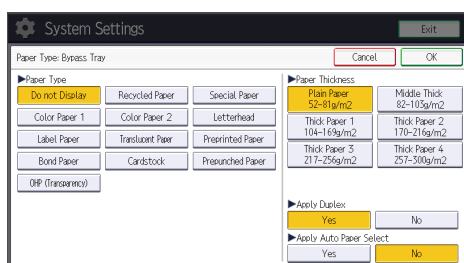 System Settings
Exit
Paper Type: Bypass Tray
Cancel
OK
▶Paper Type
Do not Display
Recycled Paper
Special Paper
Color Paper 1
Color Paper 2
Letterhead
Label Paper
Translucent Paper
Preprinted Paper
Bond Paper
Cardstock
Prepunched Paper
OHP (Transparency)
▶Paper Thickness
Plain Paper
52-81g/m2
Middle Thick
82-103g/m2
Thick Paper 1
104-169g/m2
Thick Paper 2
170-216g/m2
Thick Paper 3
217-256g/m2
Thick Paper 4
257-300g/m2
▶Apply Duplex
Yes
No
▶Apply Auto Paper Select
Yes
No